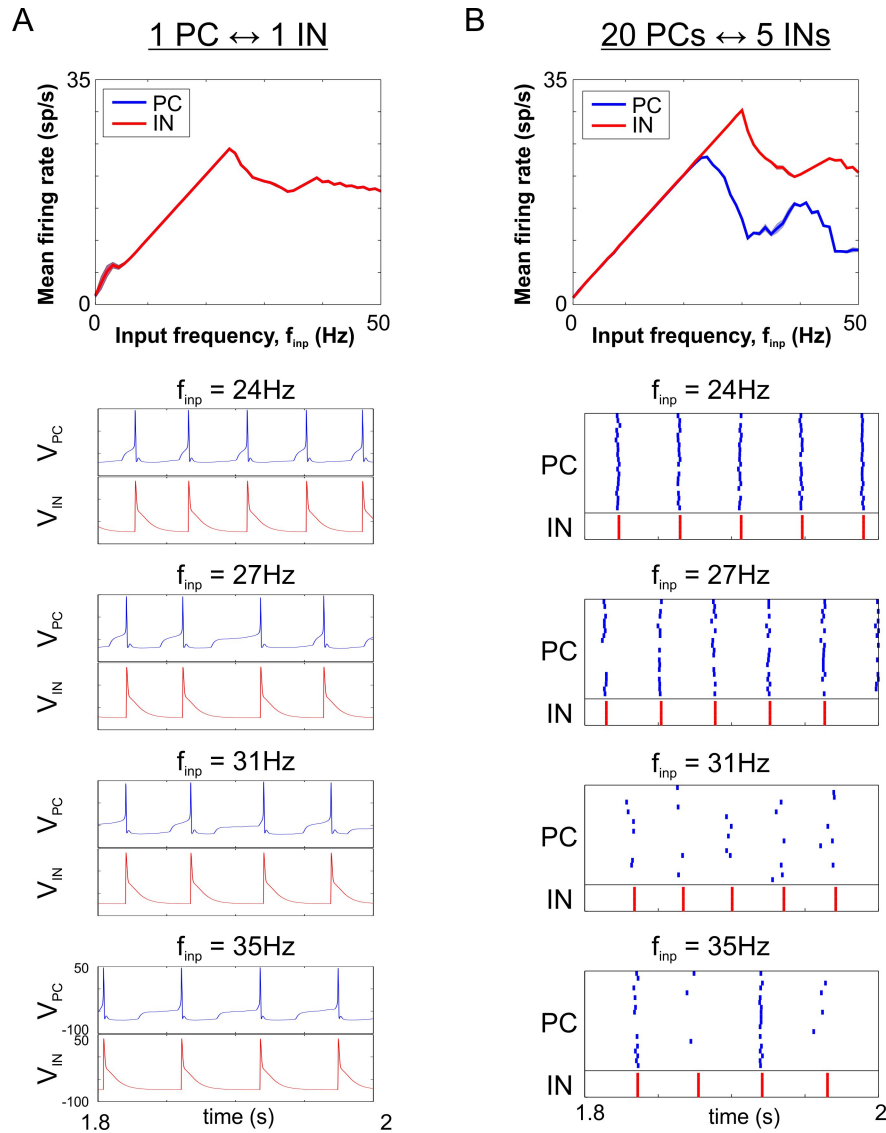 A
1 PC ↔ 1 IN
35
Mean firing rate (sp/s)
PC
IN
0
0
50
Input frequency, f_inp (Hz)
f_inp = 24Hz
V_PC
V_IN
f_inp = 27Hz
V_PC
V_IN
f_inp = 31Hz
V_PC
V_IN
f_inp = 35Hz
50
V_PC
-100
50
V_IN
-100
1.8
time (s)
2
B
20 PCs ↔ 5 INs
35
Mean firing rate (sp/s)
PC
IN
0
0
50
Input frequency, f_inp (Hz)
f_inp = 24Hz
PC
IN
f_inp = 27Hz
PC
IN
f_inp = 31Hz
PC
IN
f_inp = 35Hz
PC
IN
1.8
time (s)
2